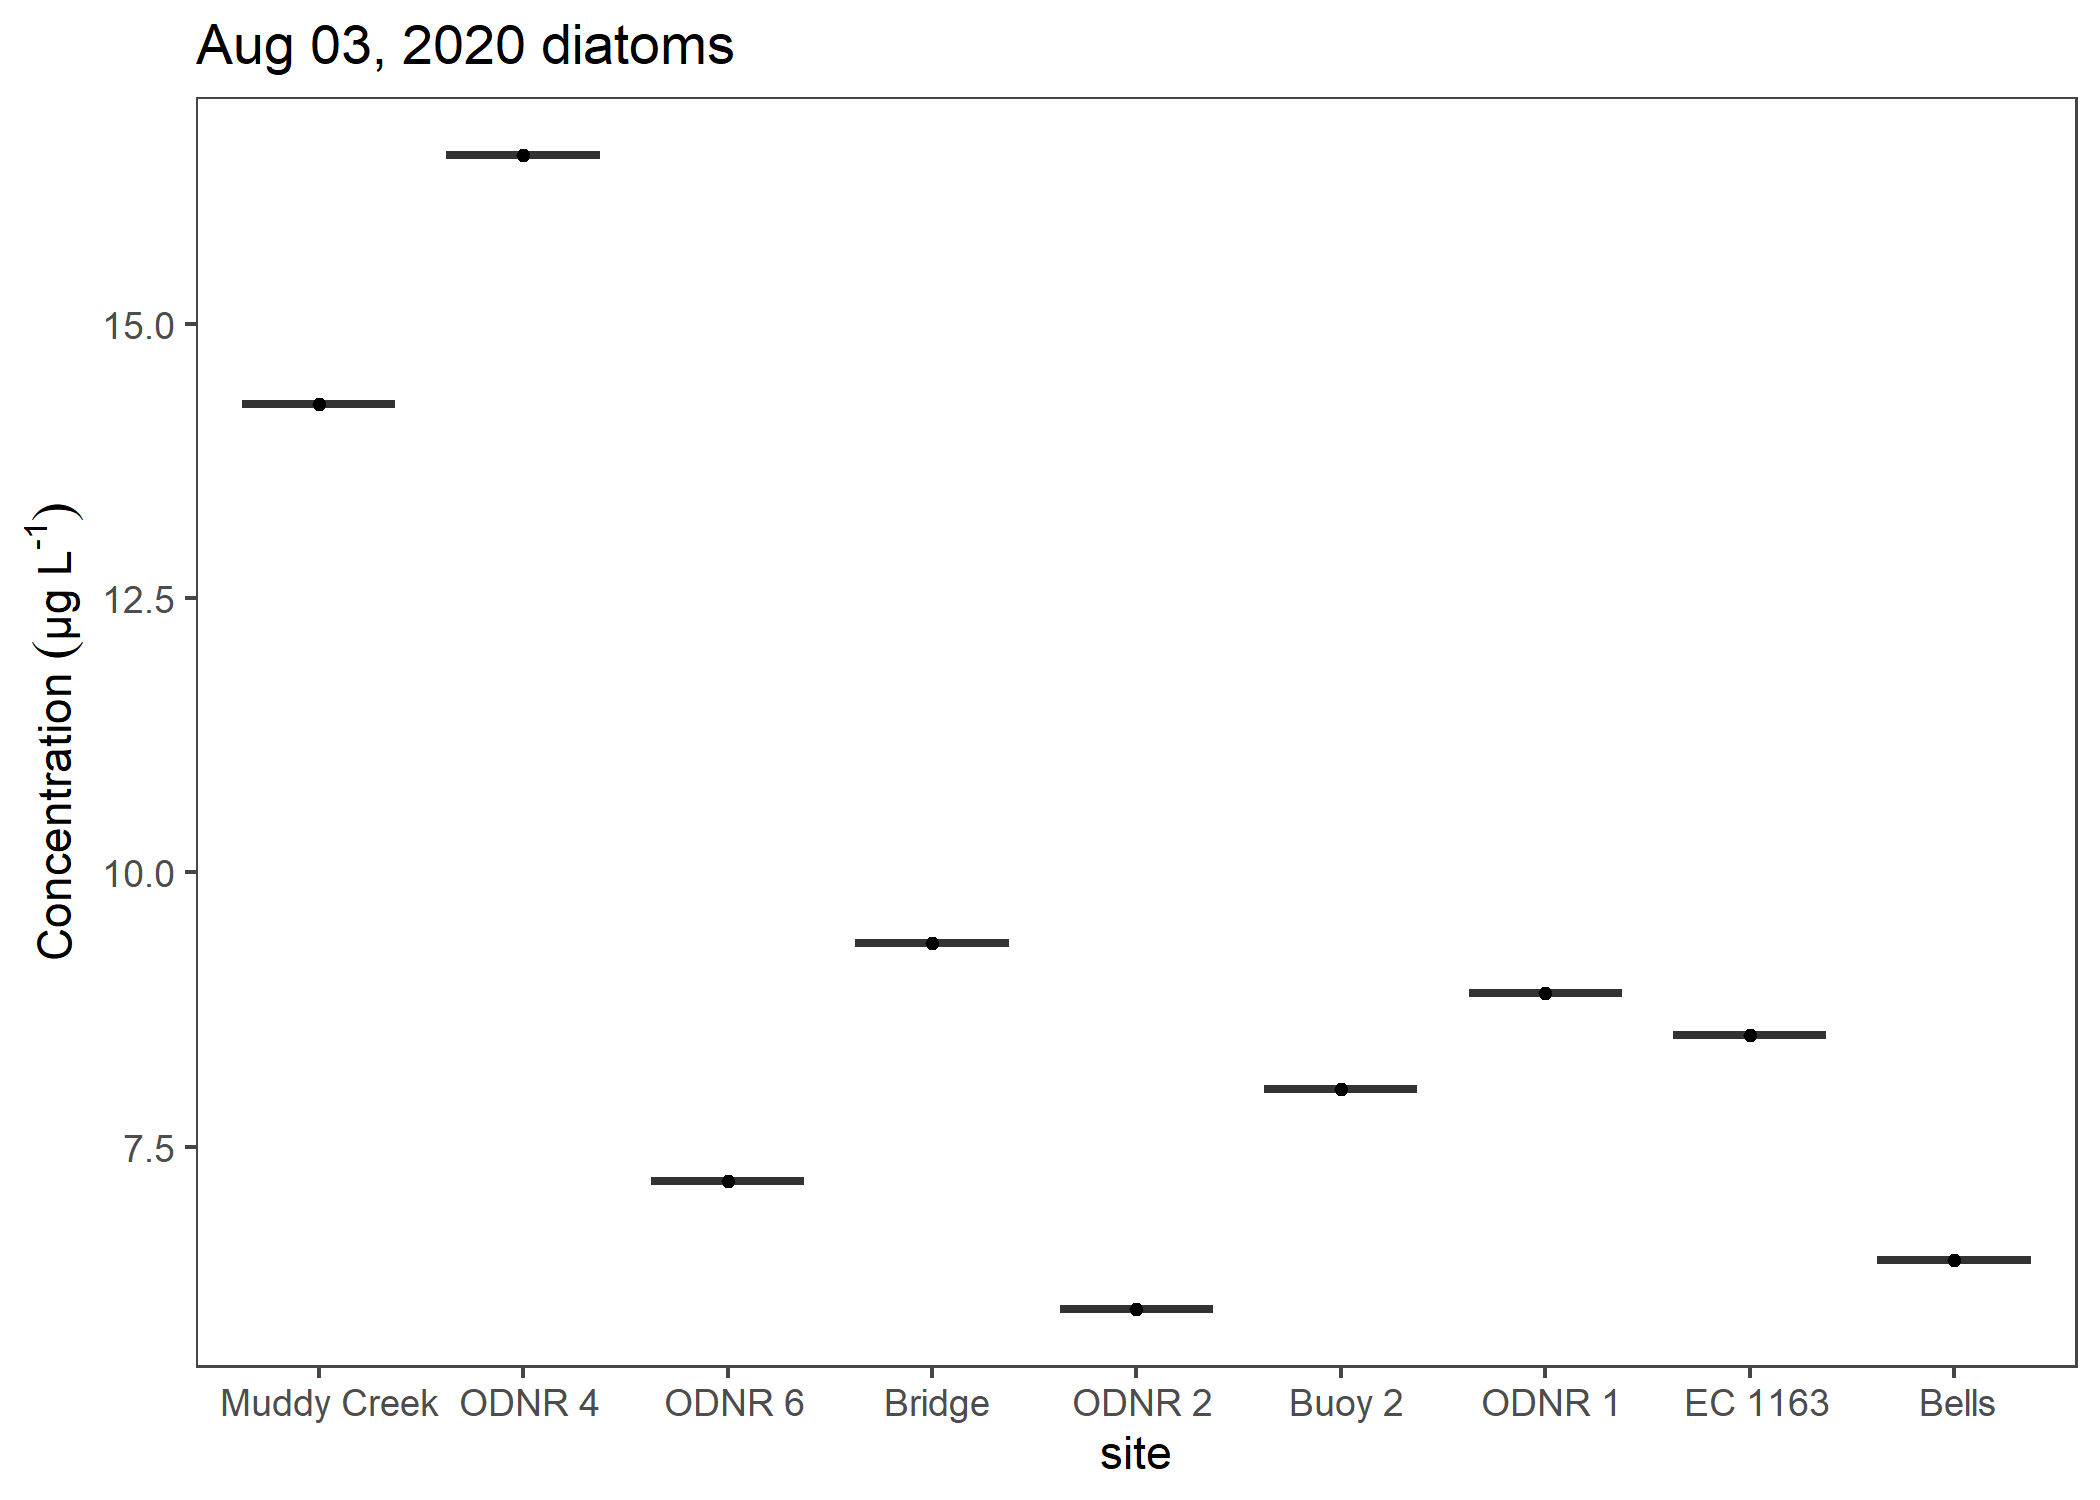 Aug 03, 2020 diatoms
Concentration (µg L⁻¹)
15.0
12.5
10.0
7.5
Muddy Creek ODNR 4 ODNR 6 Bridge ODNR 2 Buoy 2 ODNR 1 EC 1163 Bells
site